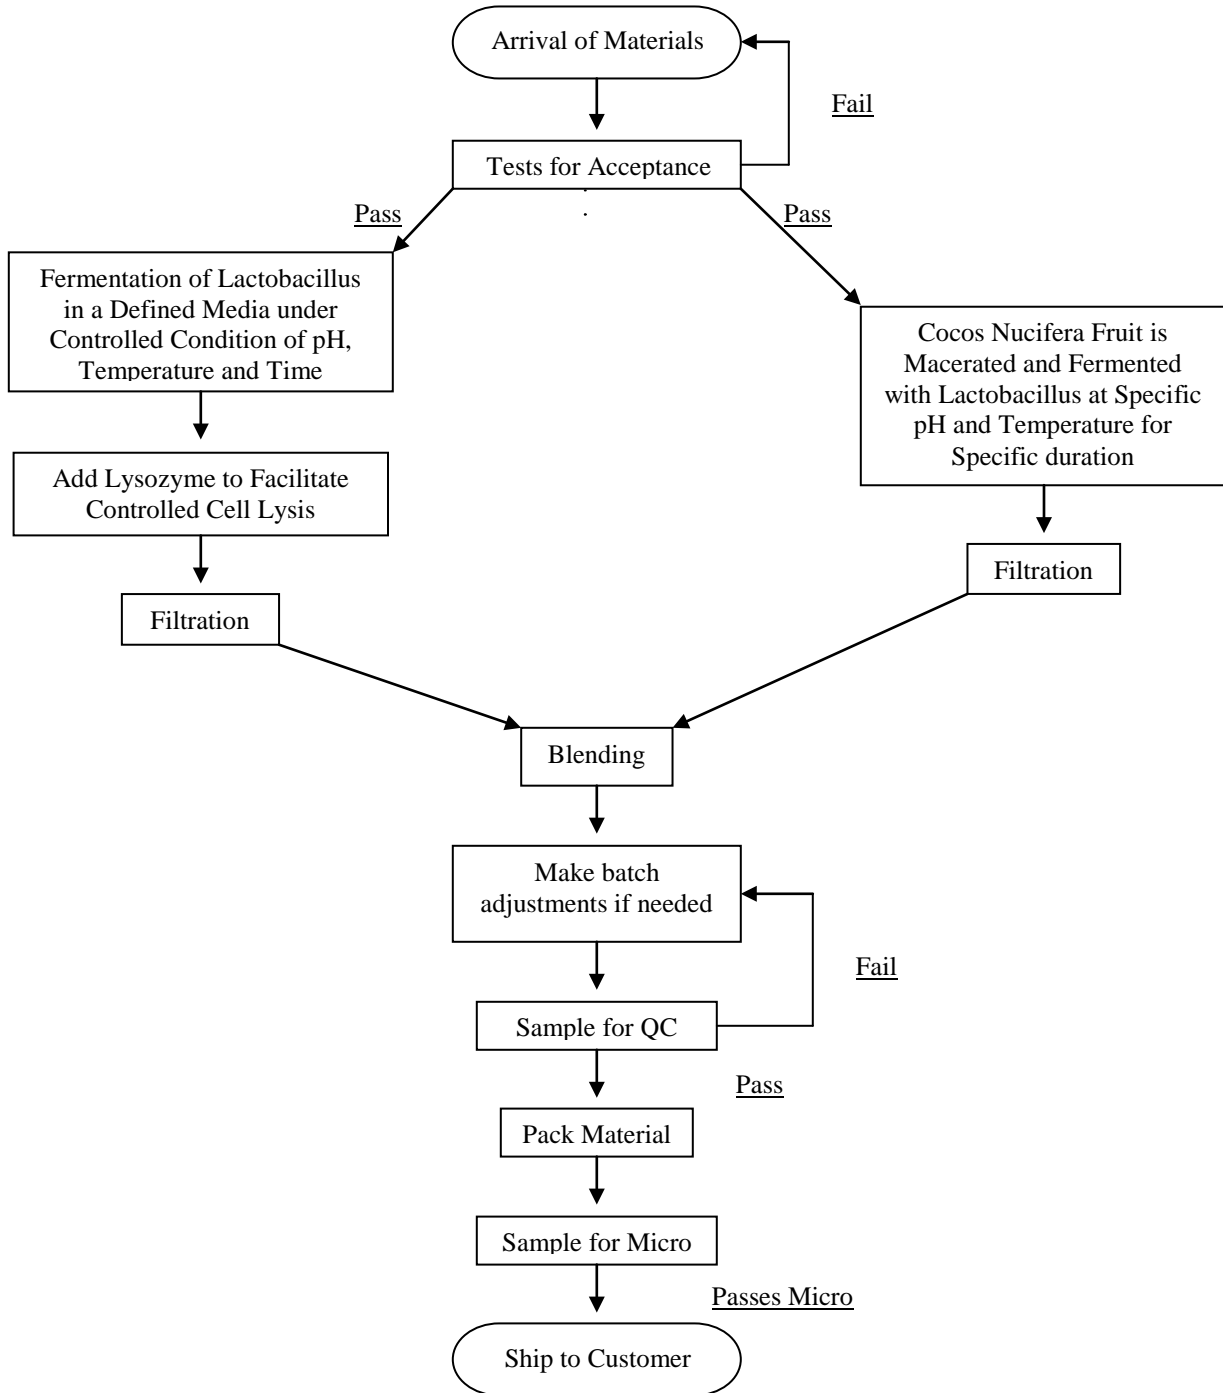 Arrival of Materials
Fail
Tests for Acceptance
Pass
Pass
Fermentation of Lactobacillus
in a Defined Media under
Controlled Condition of pH,
Temperature and Time
Cocos Nucifera Fruit is
Macerated and Fermented
with Lactobacillus at Specific
pH and Temperature for
Specific duration
Add Lysozyme to Facilitate
Controlled Cell Lysis
Filtration
Filtration
Blending
Make batch
adjustments if needed
Fail
Sample for QC
Pass
Pack Material
Sample for Micro
Passes Micro
Ship to Customer